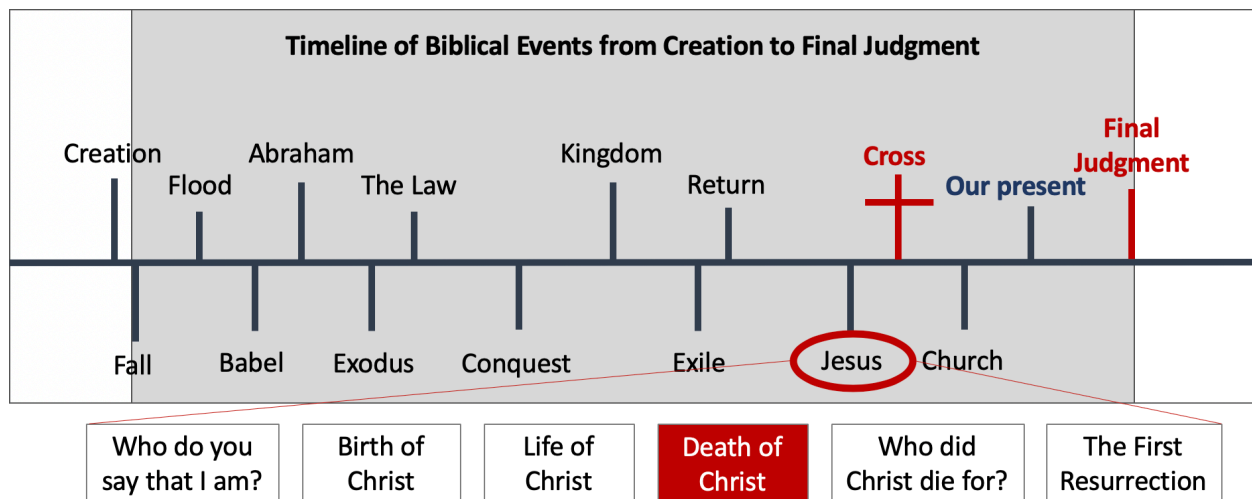 Timeline of Biblical Events from Creation to Final Judgment
Creation
Flood
Abraham
The Law
Kingdom
Return
Cross
Our present
Final
Judgment
Fall
Babel
Exodus
Conquest
Exile
Jesus
Church
Who do you
say that I am?
Birth of
Christ
Life of
Christ
Death of
Christ
Who did
Christ die for?
The First
Resurrection